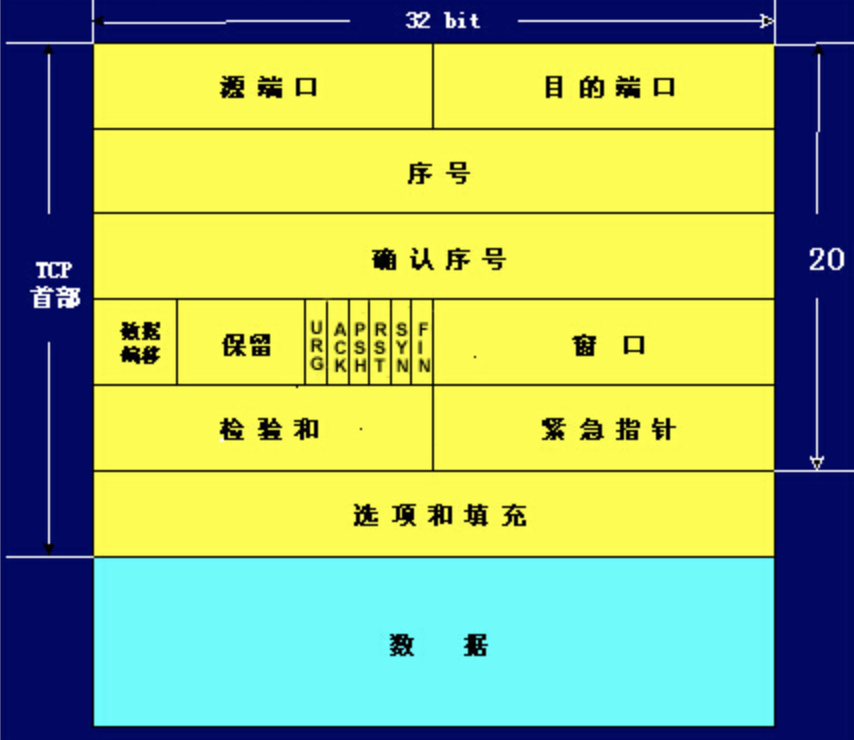 32 bit
源端口
目的端口
序号
确认序号
TCP
首部
20
数据
偏移
保留
URG
ACK
PSH
RST
SYN
FIN
窗口
检验和
紧急指针
选项和填充
数据